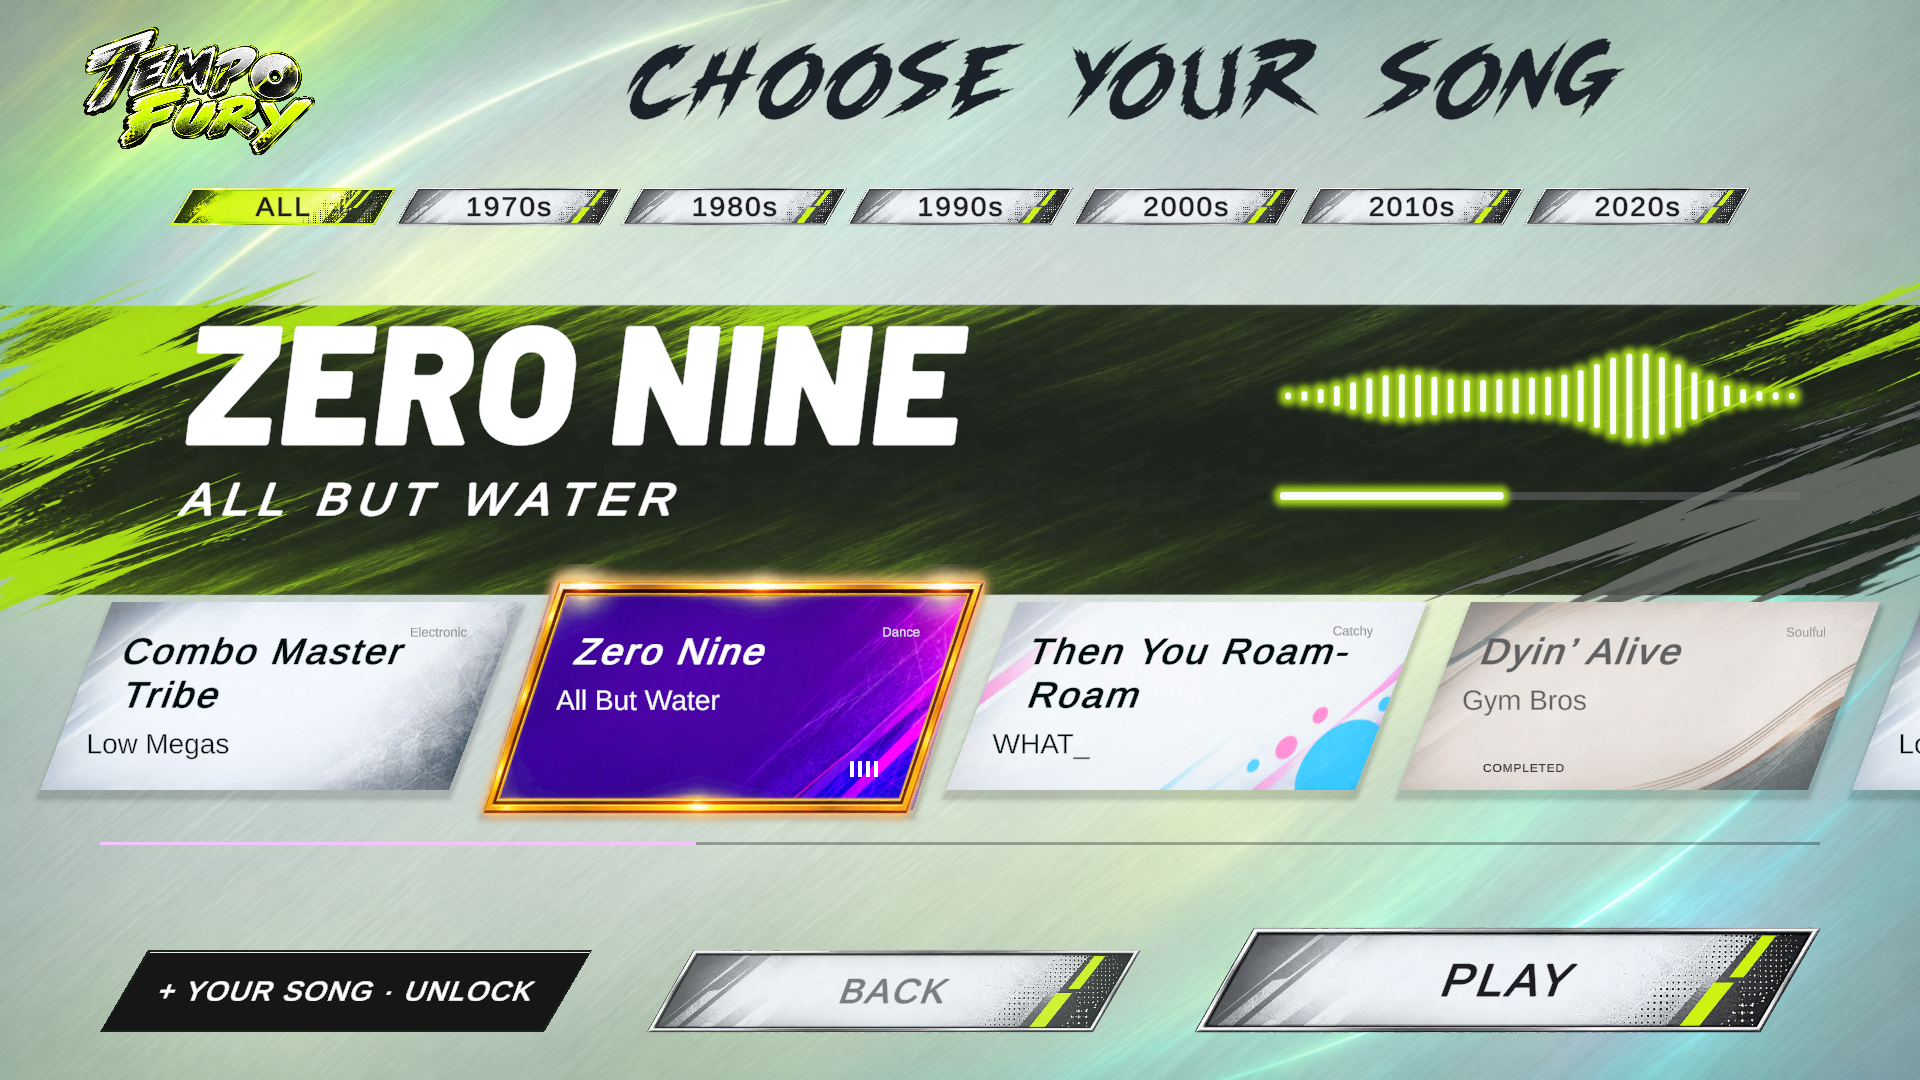 TEMPO
FURY
CHOOSE YOUR SONG
ALL
1970s
1980s
1990s
2000s
2010s
2020s
ZERO NINE
ALL BUT WATER
Electronic
Combo Master
Tribe
Low Megas
Dance
Zero Nine
All But Water
Catchy
Then You Roam-
Roam
WHAT_
Soulful
Dyin’ Alive
Gym Bros
COMPLETED
+ YOUR SONG · UNLOCK
BACK
PLAY